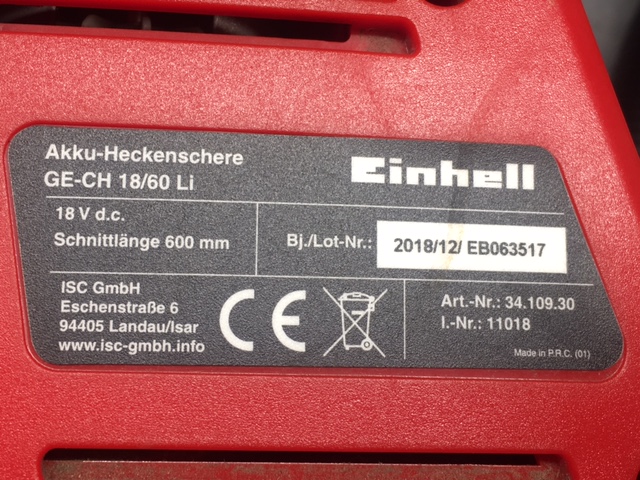 Akku-Heckenschere
GE-CH 18/60 Li
Einhell
18 V d.c.
Schnittlänge 600 mm
Bj./Lot-Nr.: 2018/12/ EB063517
ISC GmbH
Eschenstraße 6
94405 Landau/Isar
www.isc-gmbh.info
CE
Art.-Nr.: 34.109.30
I.-Nr.: 11018
Made in P.R.C. (01)